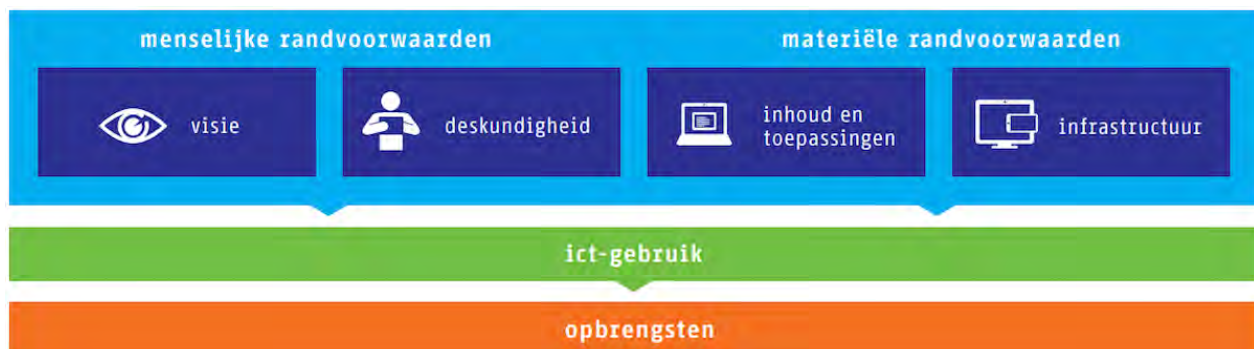 menselijke randvoorwaarden
materiële randvoorwaarden
visie
deskundigheid
inhoud en
toepassingen
infrastructuur
ict-gebruik
opbrengsten